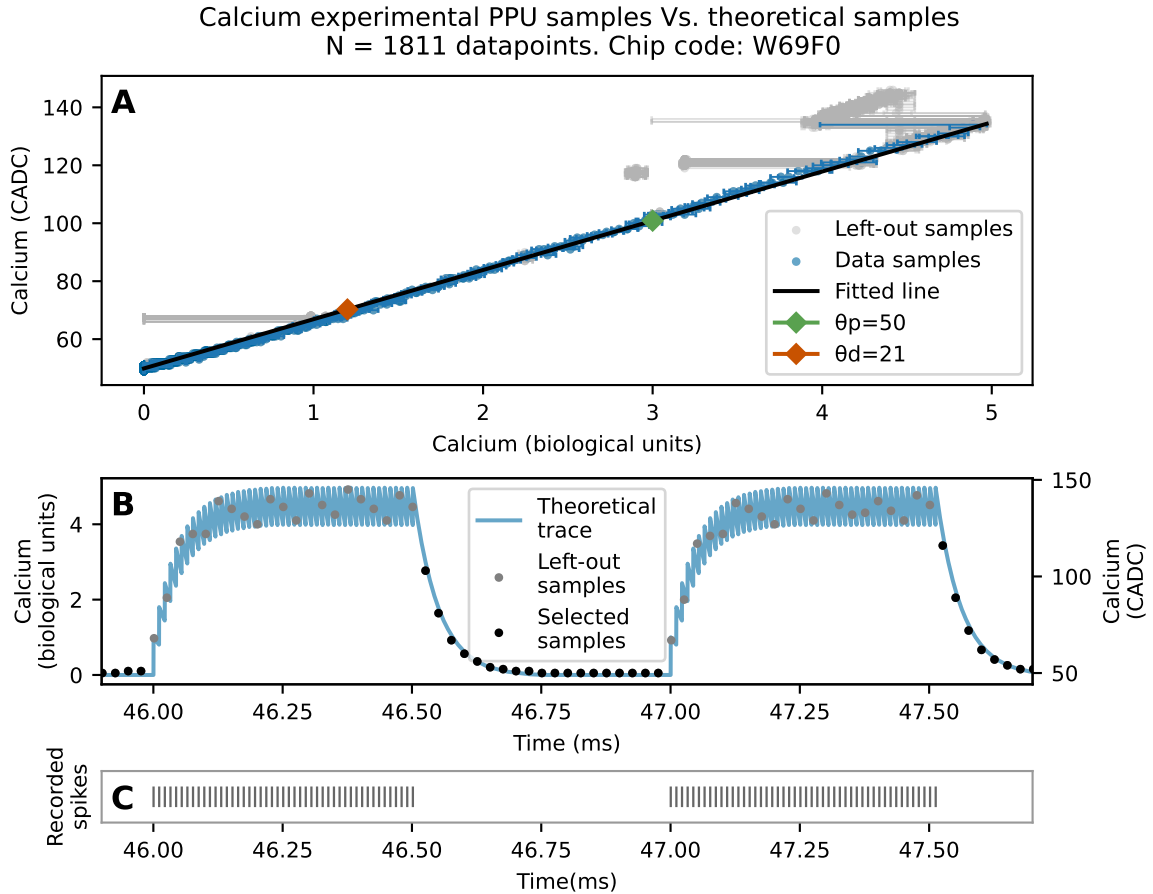 Calcium experimental PPU samples Vs. theoretical samples
N = 1811 datapoints. Chip code: W69F0
A
Calcium (CADC)
140
120
100
80
60
Left-out samples
Data samples
Fitted line
θp=50
θd=21
0 1 2 3 4 5
Calcium (biological units)
B
Calcium
(biological units)
4
2
0
Theoretical
trace
Left-out
samples
Selected
samples
150
100
50
Calcium
(CADC)
46.00 46.25 46.50 46.75 47.00 47.25 47.50
Time (ms)
C
Recorded
spikes
46.00 46.25 46.50 46.75 47.00 47.25 47.50
Time(ms)